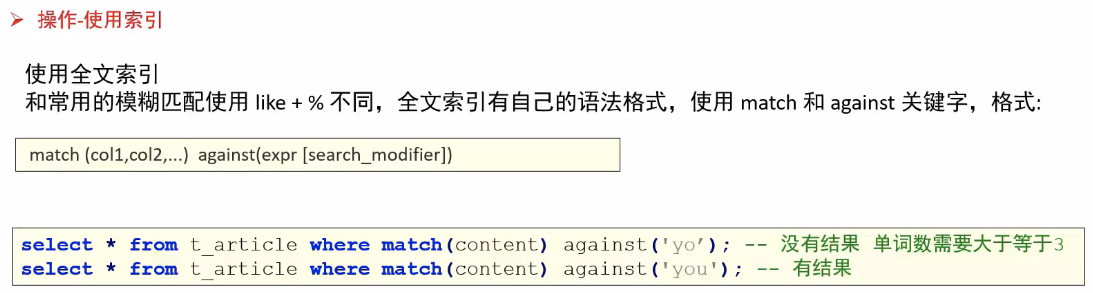 ➤ 操作-使用索引
使用全文索引
和常用的模糊匹配使用 like + % 不同，全文索引有自己的语法格式，使用 match 和 against 关键字，格式:
match (col1,col2,...)  against(expr [search_modifier])
select * from t_article where match(content) against('yo’); -- 没有结果 单词数需要大于等于3
select * from t_article where match(content) against('you'); -- 有结果